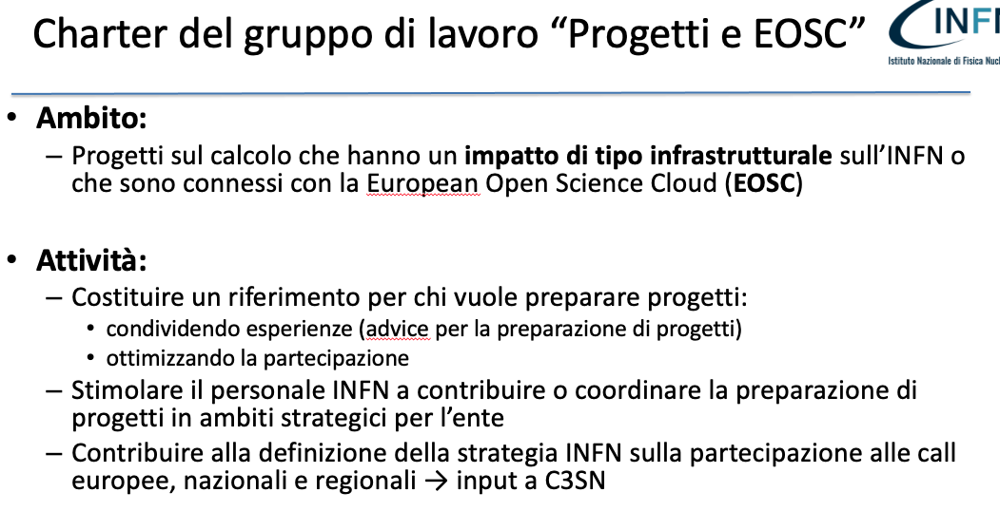 Charter del gruppo di lavoro “Progetti e EOSC”
INF
Istituto Nazionale di Fisica Nucl
• Ambito:
– Progetti sul calcolo che hanno un impatto di tipo infrastrutturale sull’INFN o
che sono connessi con la European Open Science Cloud (EOSC)
• Attività:
– Costituire un riferimento per chi vuole preparare progetti:
• condividendo esperienze (advice per la preparazione di progetti)
• ottimizzando la partecipazione
– Stimolare il personale INFN a contribuire o coordinare la preparazione di
progetti in ambiti strategici per l’ente
– Contribuire alla definizione della strategia INFN sulla partecipazione alle call
europee, nazionali e regionali → input a C3SN